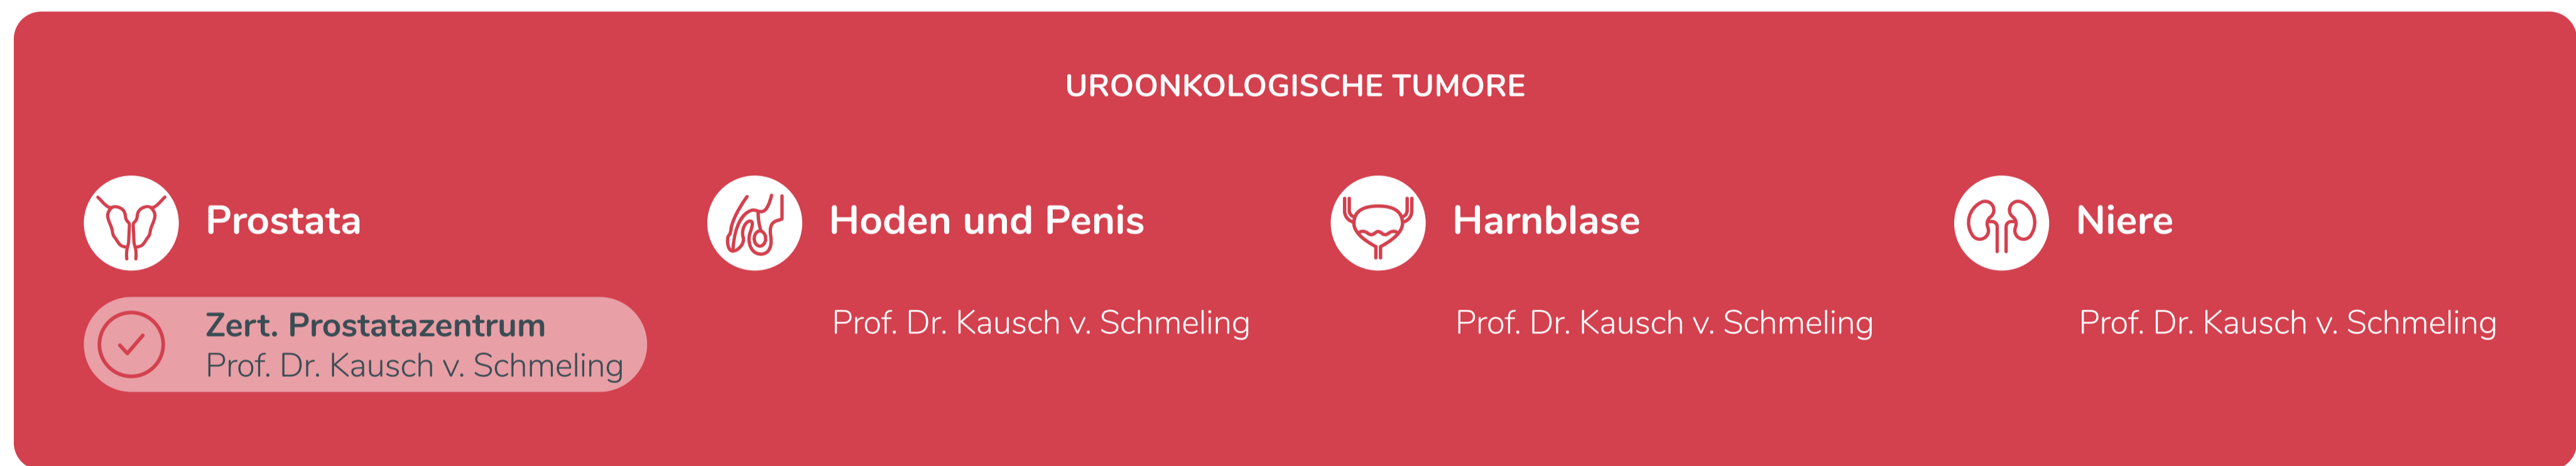 UROONKOLOGISCHE TUMORE
Prostata
Zert. Prostatazentrum
Prof. Dr. Kausch v. Schmeling
Hoden und Penis
Prof. Dr. Kausch v. Schmeling
Harnblase
Prof. Dr. Kausch v. Schmeling
Niere
Prof. Dr. Kausch v. Schmeling